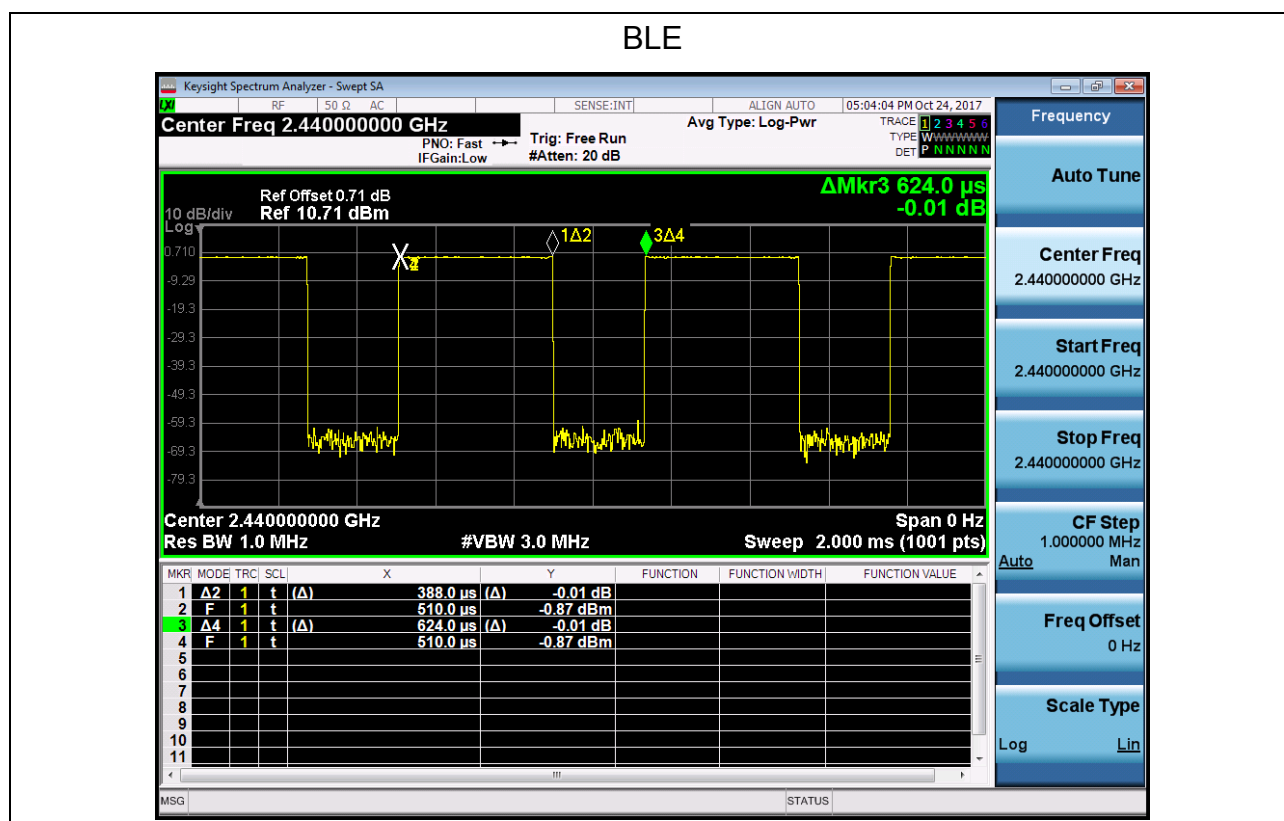 BLE
Keysight Spectrum Analyzer - Swept SA
LXI RF 50 Ω AC SENSE:INT ALIGN AUTO 05:04:04 PM Oct 24, 2017
Center Freq 2.440000000 GHz
PNO: Fast
IFGain:Low
Trig: Free Run
#Atten: 20 dB
Avg Type: Log-Pwr
TRACE 1 2 3 4 5 6
TYPE WWWWWW
DET P N N N N N
ΔMkr3 624.0 µs
-0.01 dB
Ref Offset 0.71 dB
10 dB/div Ref 10.71 dBm
Log
0.710
-9.29
-19.3
-29.3
-39.3
-49.3
-59.3
-69.3
-79.3
1Δ2
3Δ4
Center 2.440000000 GHz Span 0 Hz
Res BW 1.0 MHz #VBW 3.0 MHz Sweep 2.000 ms (1001 pts)
MKR MODE TRC SCL X Y FUNCTION FUNCTION WIDTH FUNCTION VALUE
1 Δ2 1 t (Δ) 388.0 µs (Δ) -0.01 dB
2 F 1 t 510.0 µs -0.87 dBm
3 Δ4 1 t (Δ) 624.0 µs (Δ) -0.01 dB
4 F 1 t 510.0 µs -0.87 dBm
5
6
7
8
9
10
11
MSG STATUS
Frequency
Auto Tune
Center Freq
2.440000000 GHz
Start Freq
2.440000000 GHz
Stop Freq
2.440000000 GHz
CF Step
1.000000 MHz
Auto Man
Freq Offset
0 Hz
Scale Type
Log Lin